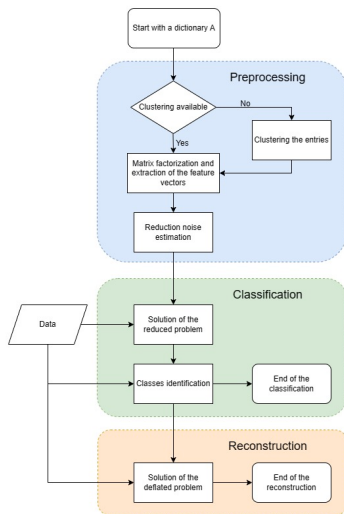 Start with a dictionary A
Preprocessing
Clustering available
No
Clustering the entries
Yes
Matrix factorization and
extraction of the feature
vectors
Reduction noise
estimation
Classification
Data
Solution of the
reduced problem
Classes identification
End of the
classification
Reconstruction
Solution of the
deflated problem
End of the
reconstruction